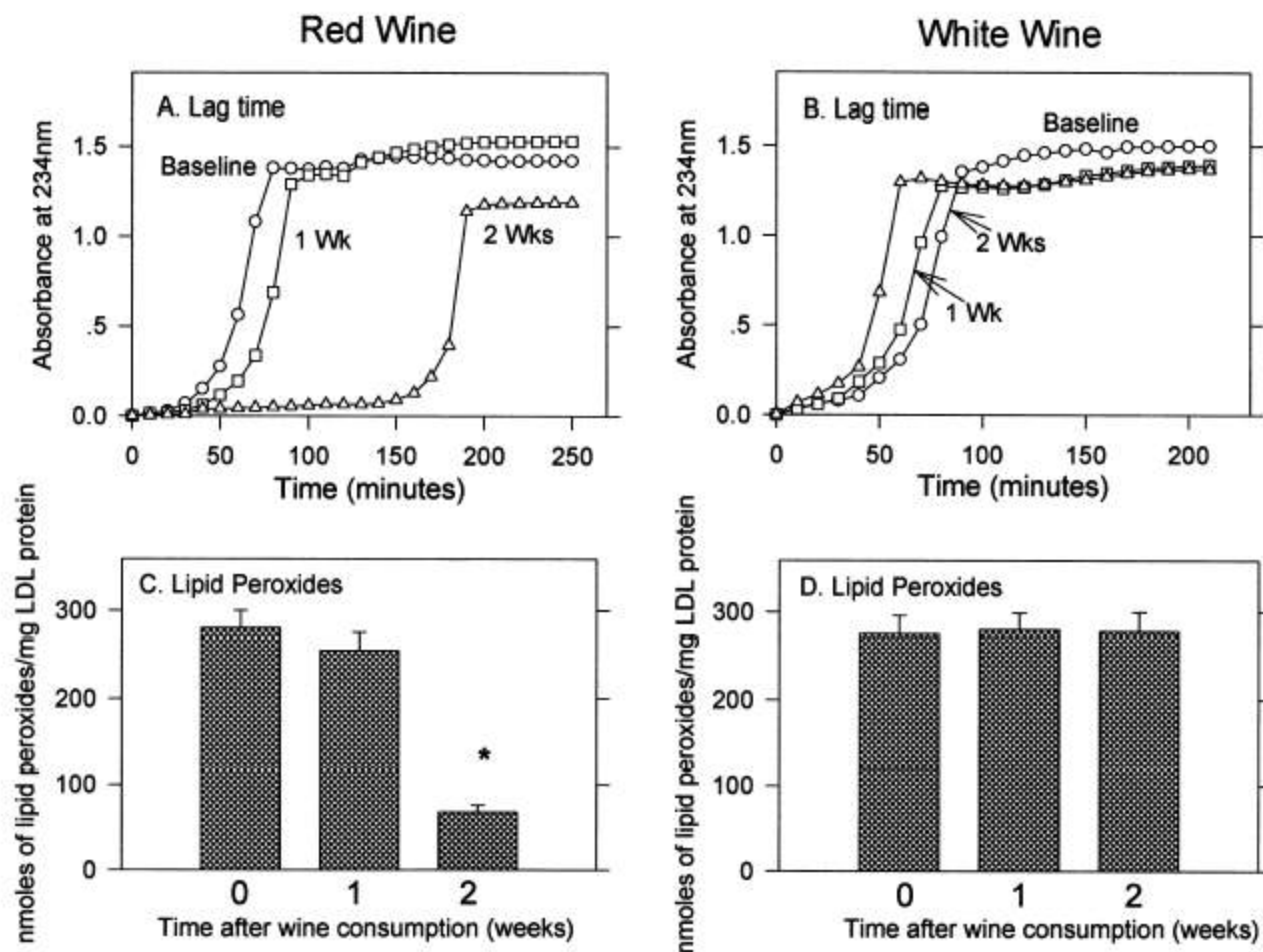 Red Wine
White Wine
A. Lag time
B. Lag time
Absorbance at 234nm
1.5
1.0
.5
0.0
Baseline
1 Wk
2 Wks
0 50 100 150 200 250
Time (minutes)
Absorbance at 234nm
1.5
1.0
.5
0.0
Baseline
2 Wks
1 Wk
0 50 100 150 200
Time (minutes)
nmoles of lipid peroxides/mg LDL protein
C. Lipid Peroxides
300
200
100
0
*
0 1 2
Time after wine consumption (weeks)
nmoles of lipid peroxides/mg LDL protein
D. Lipid Peroxides
300
200
100
0
0 1 2
Time after wine consumption (weeks)